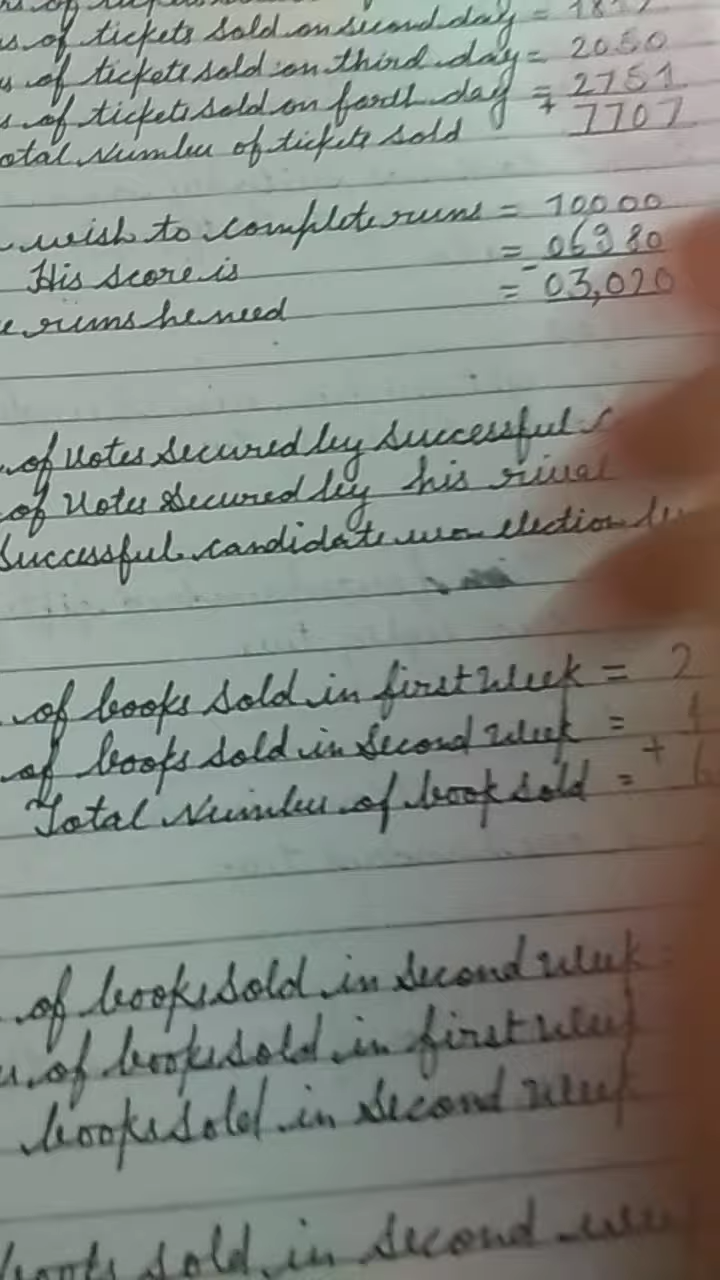 of tickets sold on second day = 18
s of tickets sold on third day = 2050
s of tickets sold on forth day = + 2751
otal Number of tickets sold 7707
wish to complete runs = 10000
His score is = - 06980
e runs he need = 03,020
of Votes secured by successful
of Votes secured by his rival
Successful candidate won election
of books sold in first week = 2
of books sold in second week = +
Total Number of book sold =
of books sold in second week
of books sold in first week
books sold in second week
books sold in second week